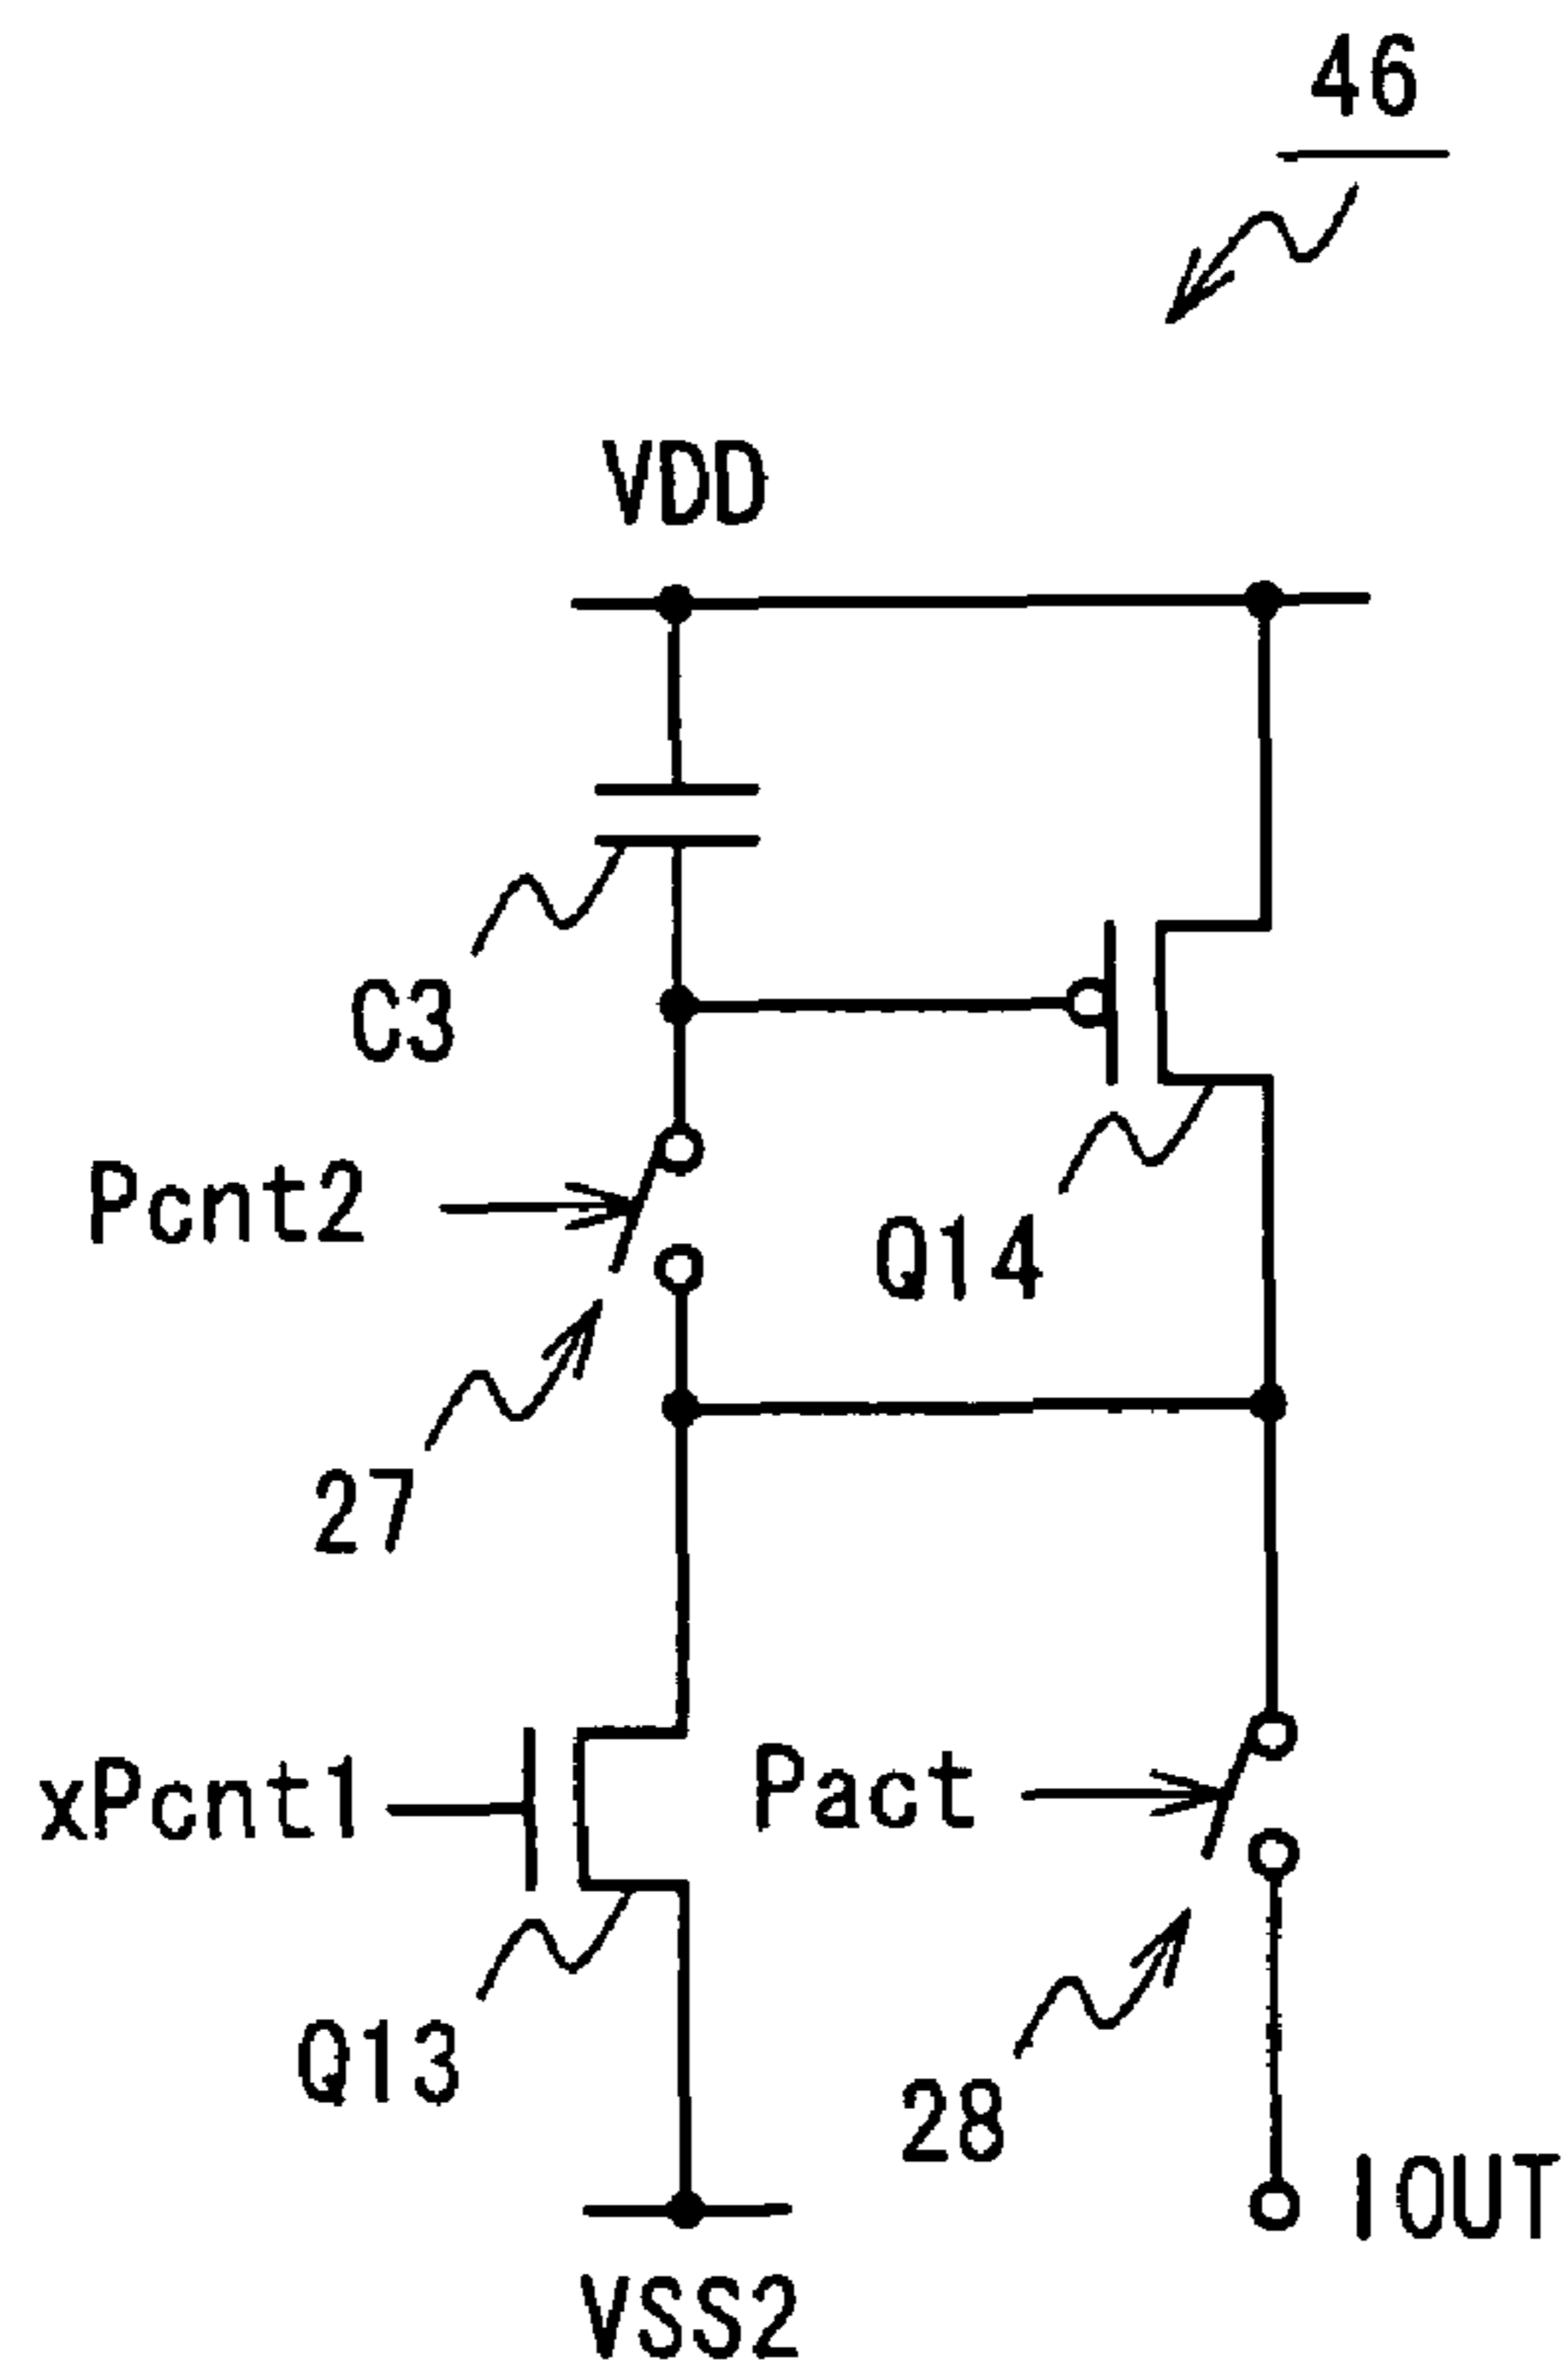 46
VDD
C3
Pcnt2
Q14
27
xPcnt1
Pact
Q13
28
IOUT
VSS2